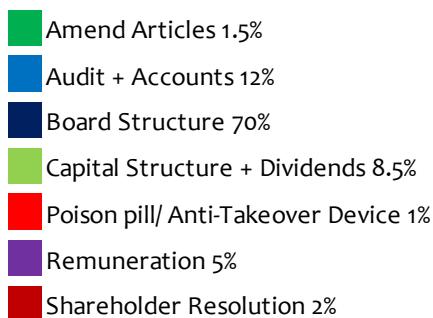 Amend Articles 1.5%
Audit + Accounts 12%
Board Structure 70%
Capital Structure + Dividends 8.5%
Poison pill/ Anti-Takeover Device 1%
Remuneration 5%
Shareholder Resolution 2%